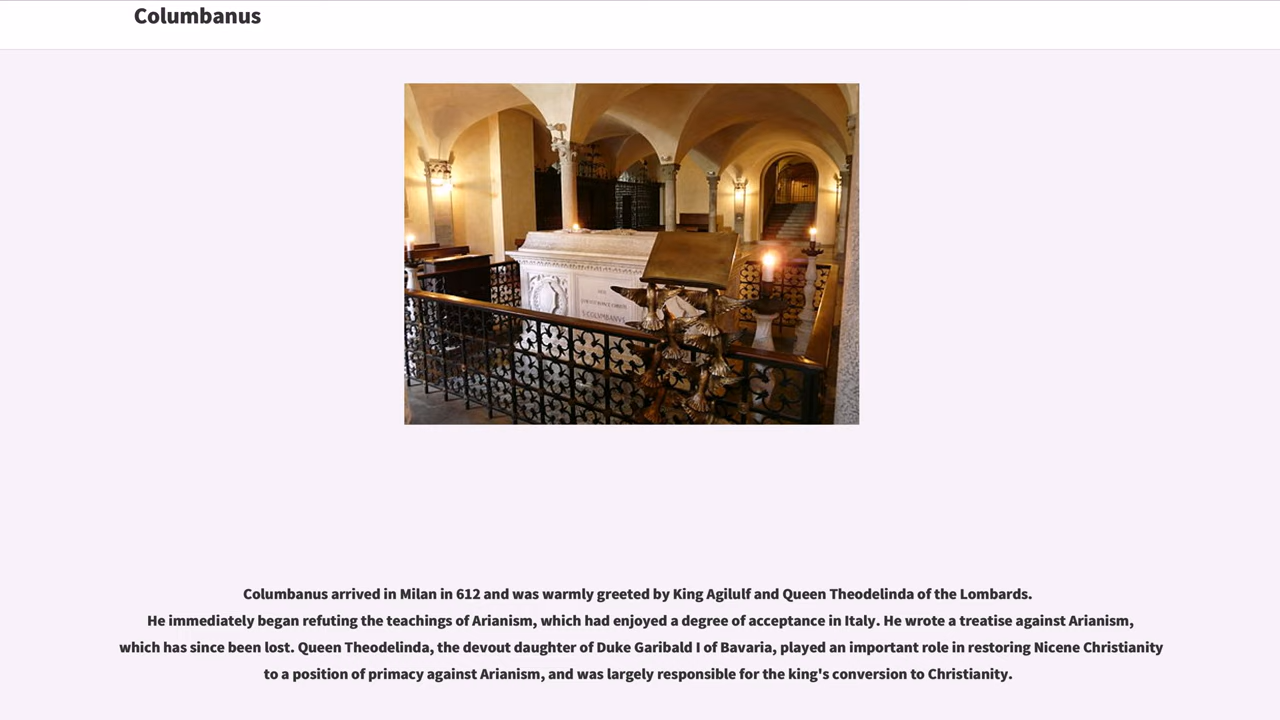 Columbanus
S COLVMBANVS
Columbanus arrived in Milan in 612 and was warmly greeted by King Agilulf and Queen Theodelinda of the Lombards.
He immediately began refuting the teachings of Arianism, which had enjoyed a degree of acceptance in Italy. He wrote a treatise against Arianism,
which has since been lost. Queen Theodelinda, the devout daughter of Duke Garibald I of Bavaria, played an important role in restoring Nicene Christianity
to a position of primacy against Arianism, and was largely responsible for the king's conversion to Christianity.